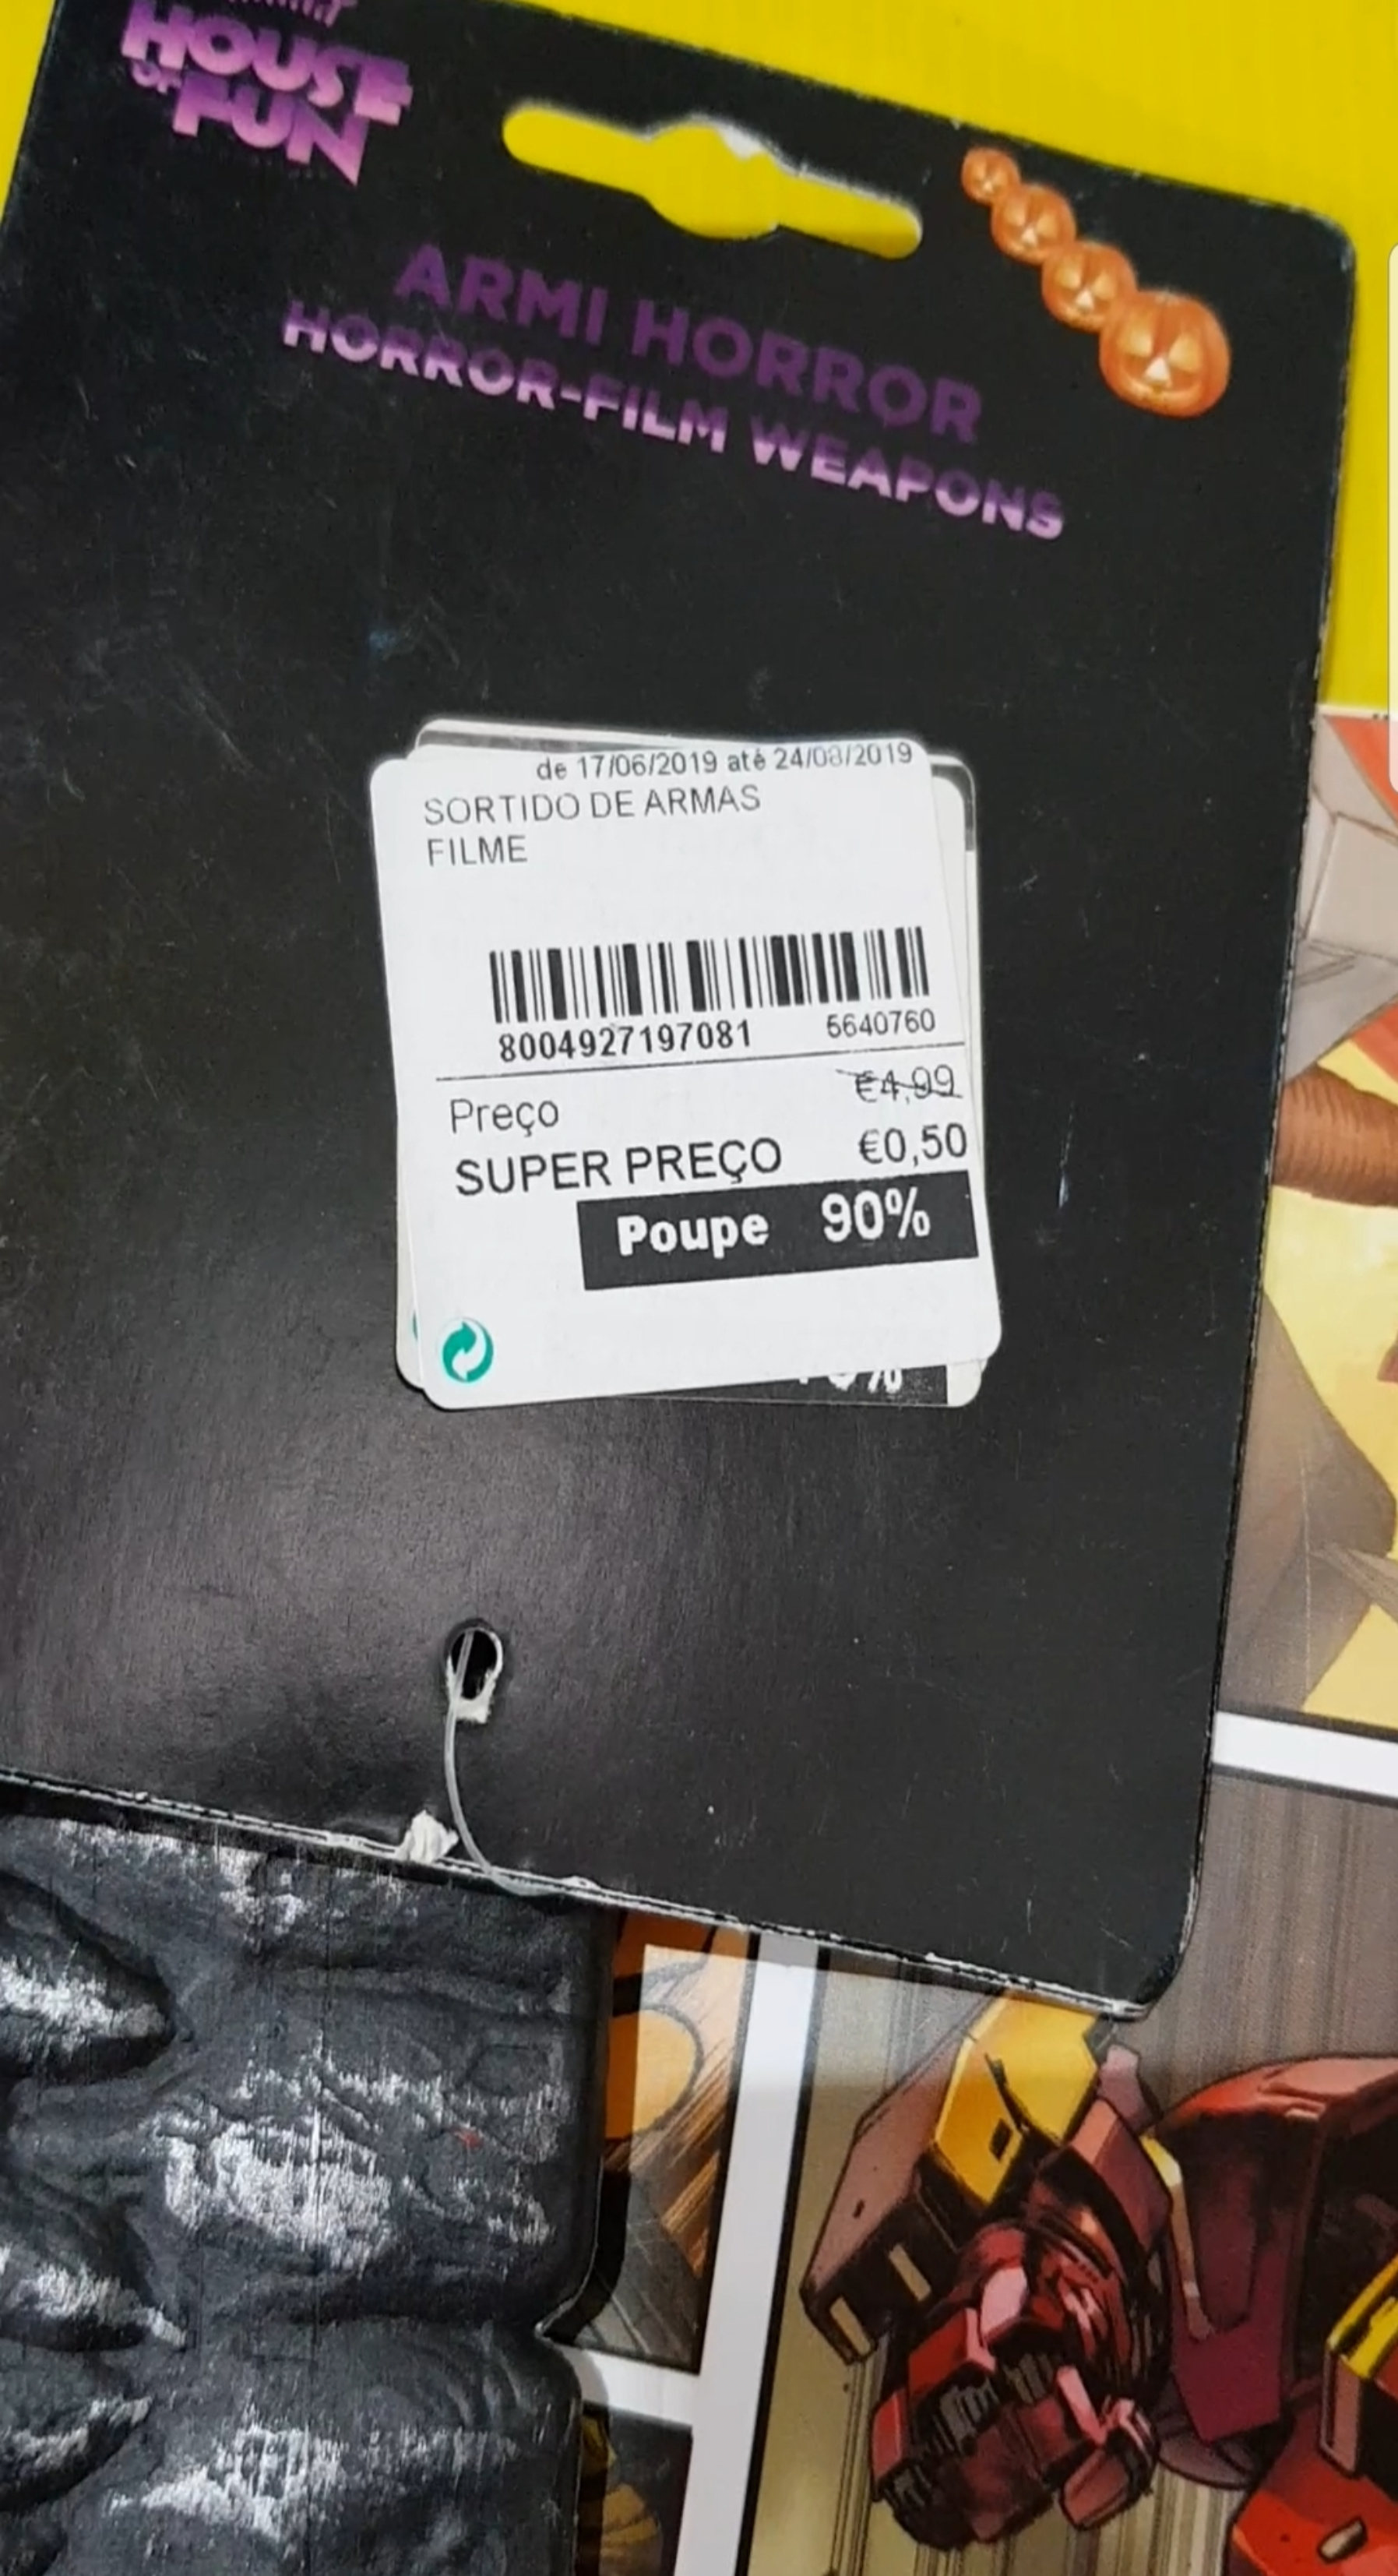 HOUSE
OF
FUN
ARMI HORROR
HORROR-FILM WEAPONS
de 17/06/2019 até 24/08/2019
SORTIDO DE ARMAS
FILME
8004927197081 5640760
€4,99
Preço
SUPER PREÇO €0,50
Poupe 90%